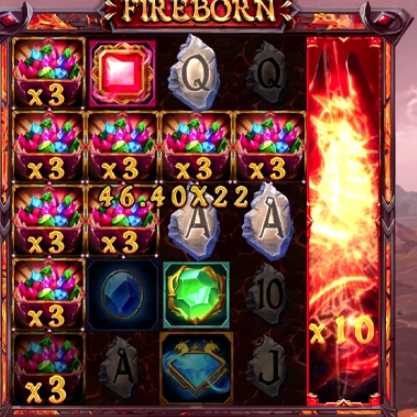 FIREBORN
x3 Q Q
x3 x3 x3 x3
46.40X22
x3 x3 A A
x3 10
x10
x3 A J